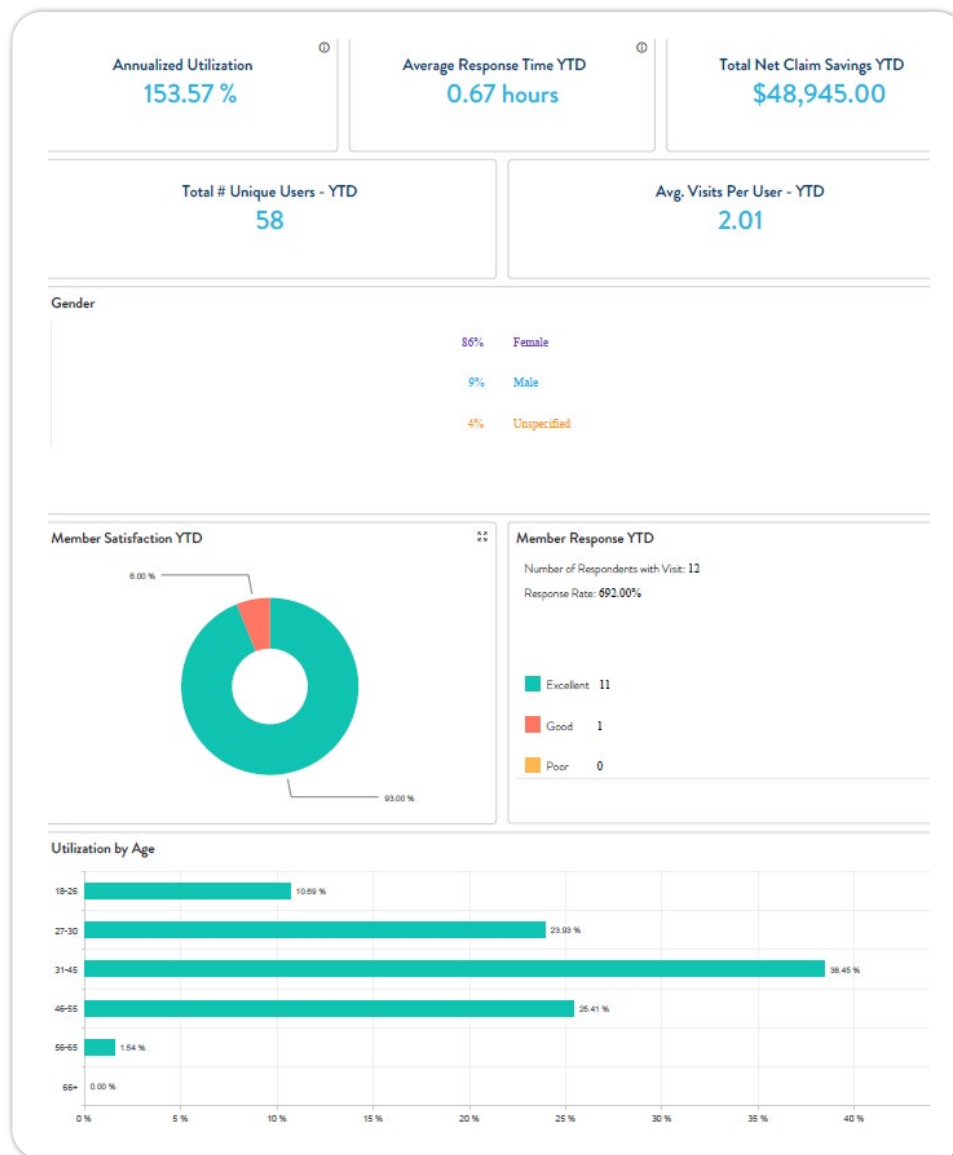 Annualized Utilization
153.57 %
Average Response Time YTD
0.67 hours
Total Net Claim Savings YTD
$48,945.00
Total # Unique Users - YTD
58
Avg. Visits Per User - YTD
2.01
Gender
86% Female
9% Male
4% Unspecified
Member Satisfaction YTD
6.00 %
93.00 %
Member Response YTD
Number of Respondents with Visit: 12
Response Rate: 692.00%
Excellent 11
Good 1
Poor 0
Utilization by Age
18-26 10.69 %
27-30 23.93 %
31-45 38.45 %
46-55 25.41 %
56-65 1.54 %
66+ 0.00 %
0 % 5 % 10 % 15 % 20 % 25 % 30 % 35 % 40 %